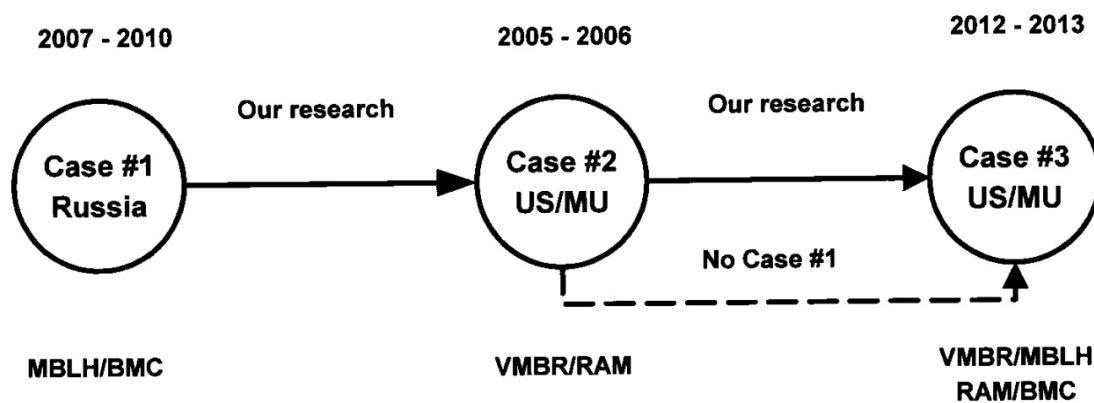 2007 - 2010
2005 - 2006
2012 - 2013
Our research
Our research
Case #1
Russia
Case #2
US/MU
Case #3
US/MU
No Case #1
MBLH/BMC
VMBR/RAM
VMBR/MBLH
RAM/BMC